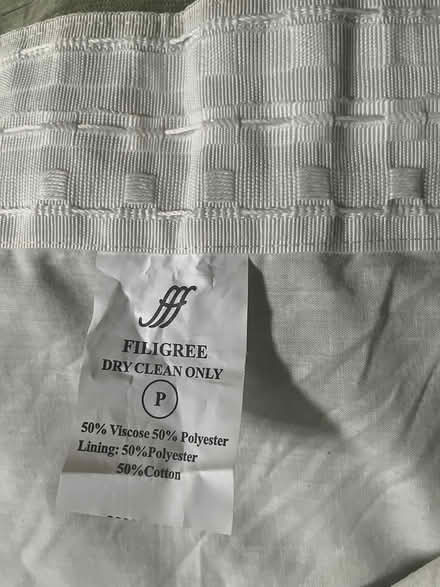 fff
FILIGREE
DRY CLEAN ONLY
P
50% Viscose 50% Polyester
Lining: 50%Polyester
50%Cotton